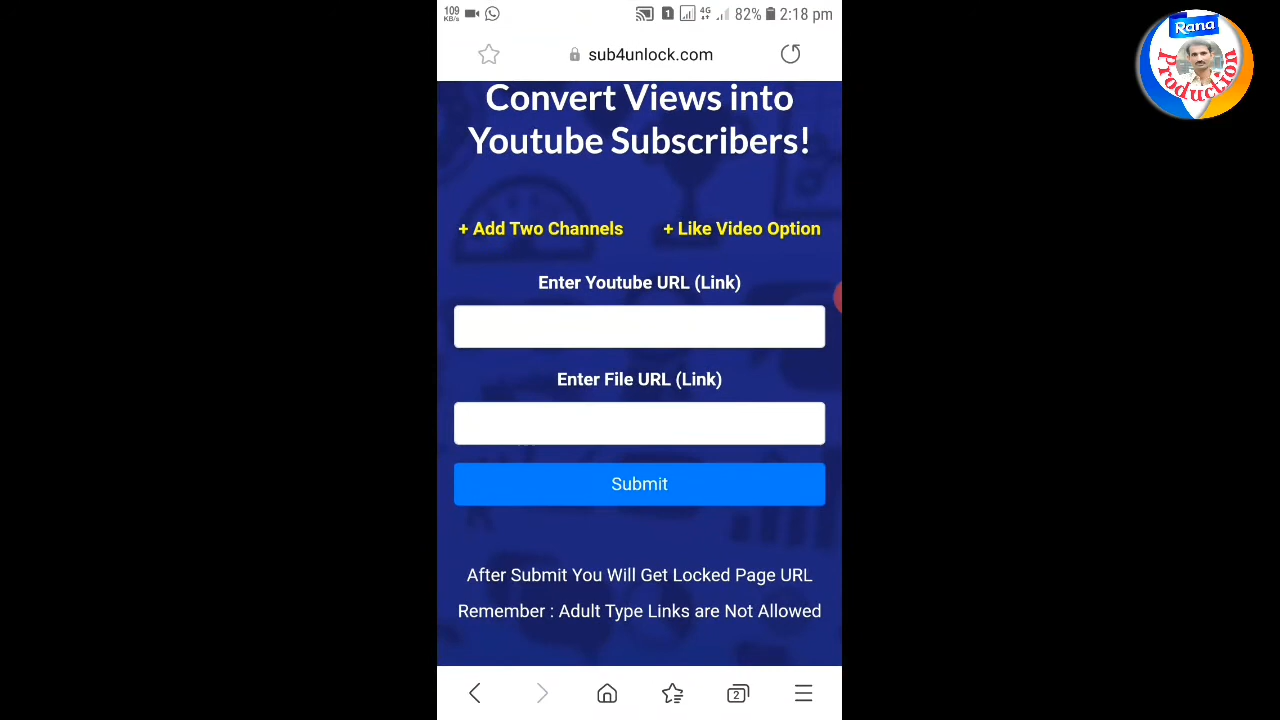 109
KB/s
1
4G
82%
2:18 pm
sub4unlock.com
Rana
Production
Convert Views into
Youtube Subscribers!
+ Add Two Channels
+ Like Video Option
Enter Youtube URL (Link)
Enter File URL (Link)
Submit
After Submit You Will Get Locked Page URL
Remember : Adult Type Links are Not Allowed
2